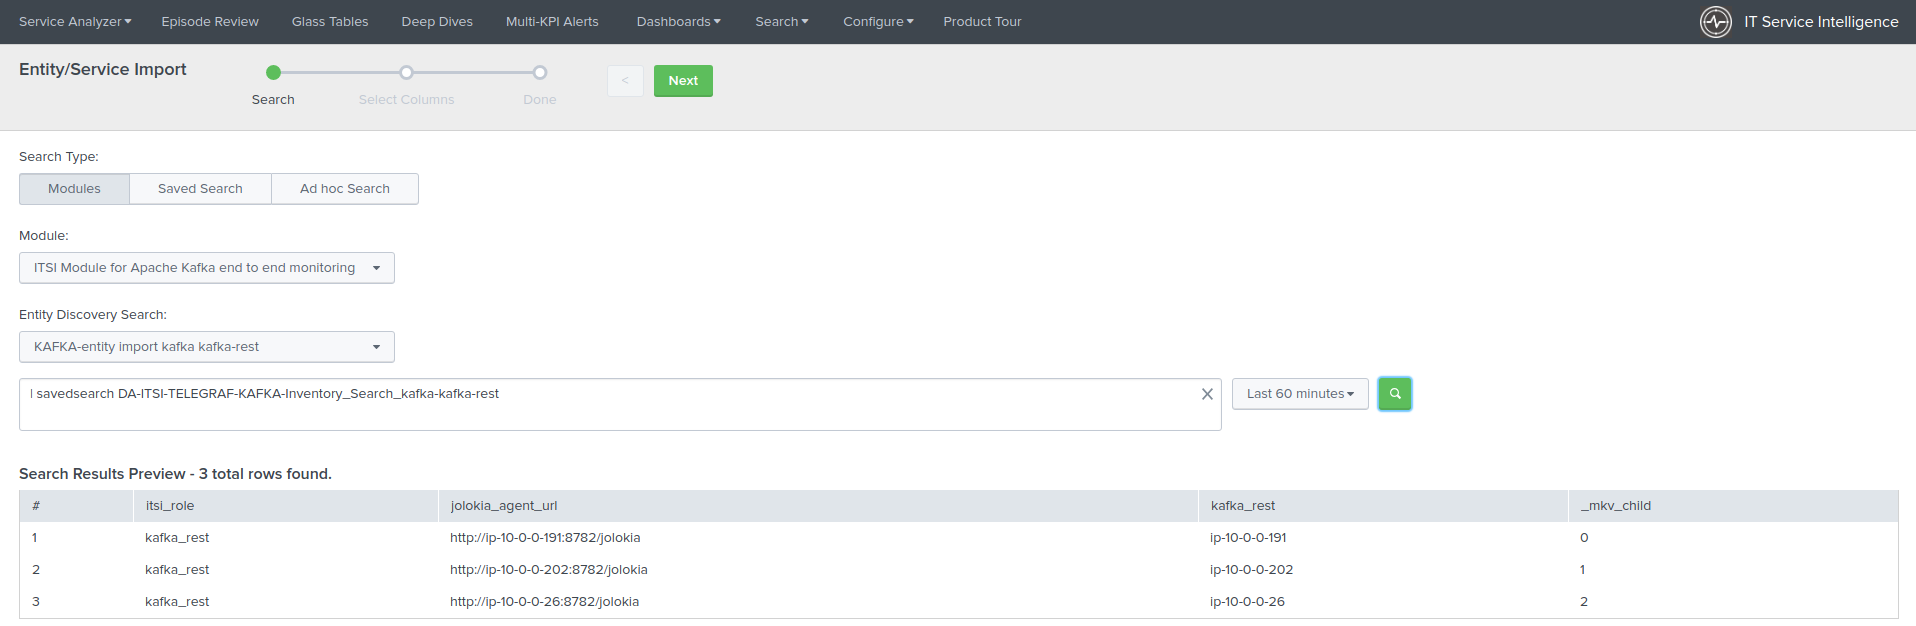 Service Analyzer Episode Review Glass Tables Deep Dives Multi-KPI Alerts Dashboards Search Configure Product Tour IT Service Intelligence
Entity/Service Import
< Next
Search Select Columns Done
Search Type:
Modules Saved Search Ad hoc Search
Module:
ITSI Module for Apache Kafka end to end monitoring
Entity Discovery Search:
KAFKA-entity import kafka kafka-rest
| savedsearch DA-ITSI-TELEGRAF-KAFKA-Inventory_Search_kafka-kafka-rest Last 60 minutes
Search Results Preview - 3 total rows found.
# itsi_role jolokia_agent_url kafka_rest _mkv_child
1 kafka_rest http://ip-10-0-0-191:8782/jolokia ip-10-0-0-191 0
2 kafka_rest http://ip-10-0-0-202:8782/jolokia ip-10-0-0-202 1
3 kafka_rest http://ip-10-0-0-26:8782/jolokia ip-10-0-0-26 2